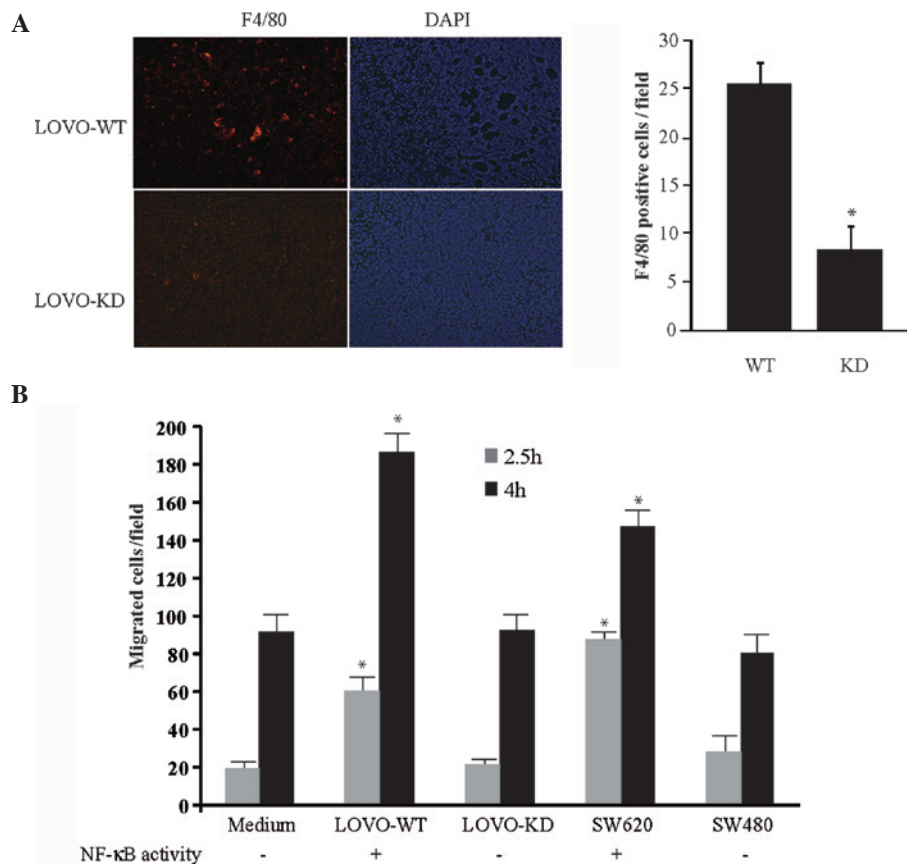 A
F4/80 DAPI
LOVO-WT
LOVO-KD
F4/80 positive cells / field
30
25
20
15
10
5
0
*
WT KD
B
Migrated cells/field
200
180
160
140
120
100
80
60
40
20
0
2.5h
4h
* * * *
Medium LOVO-WT LOVO-KD SW620 SW480
NF-κB activity - + - + -